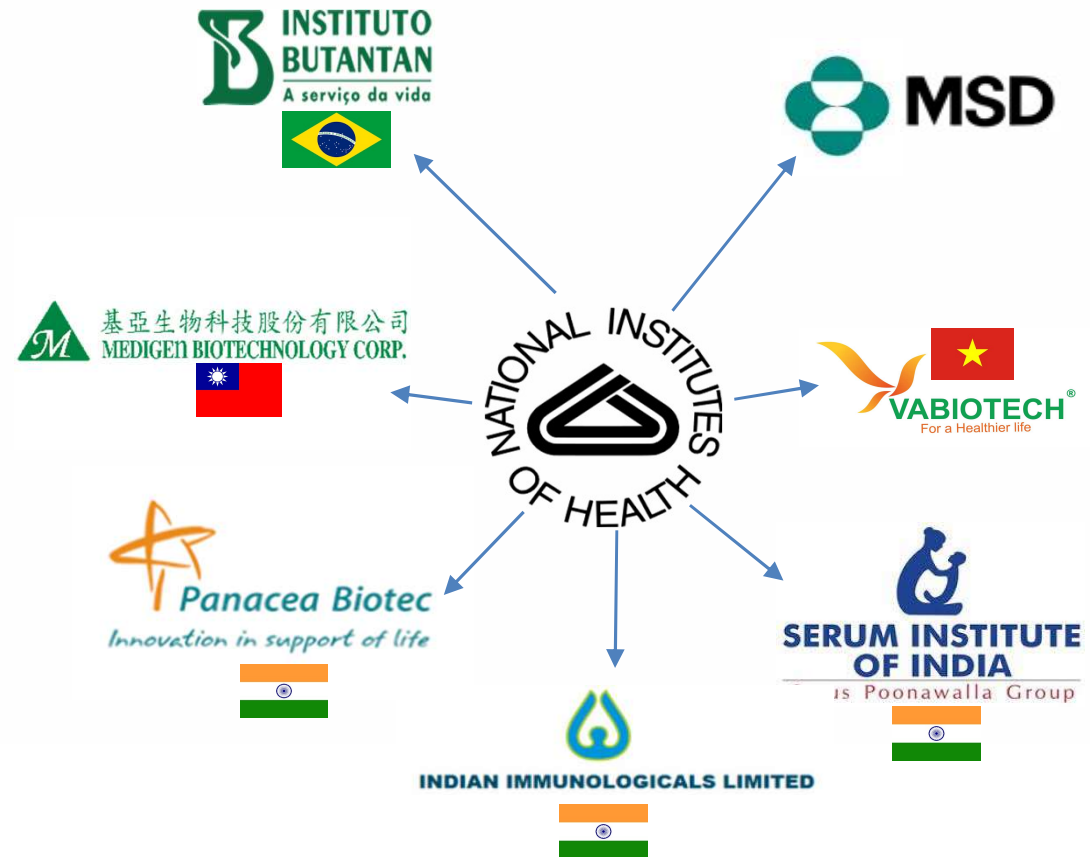 INSTITUTO
BUTANTAN
A serviço da vida
MSD
基亞生物科技股份有限公司
MEDIGEN BIOTECHNOLOGY CORP.
M
NATIONAL INSTITUTES
OF HEALTH
VABIOTECH®
For a Healthier life
Panacea Biotec
Innovation in support of life
SERUM INSTITUTE
OF INDIA
us Poonawalla Group
INDIAN IMMUNOLOGICALS LIMITED